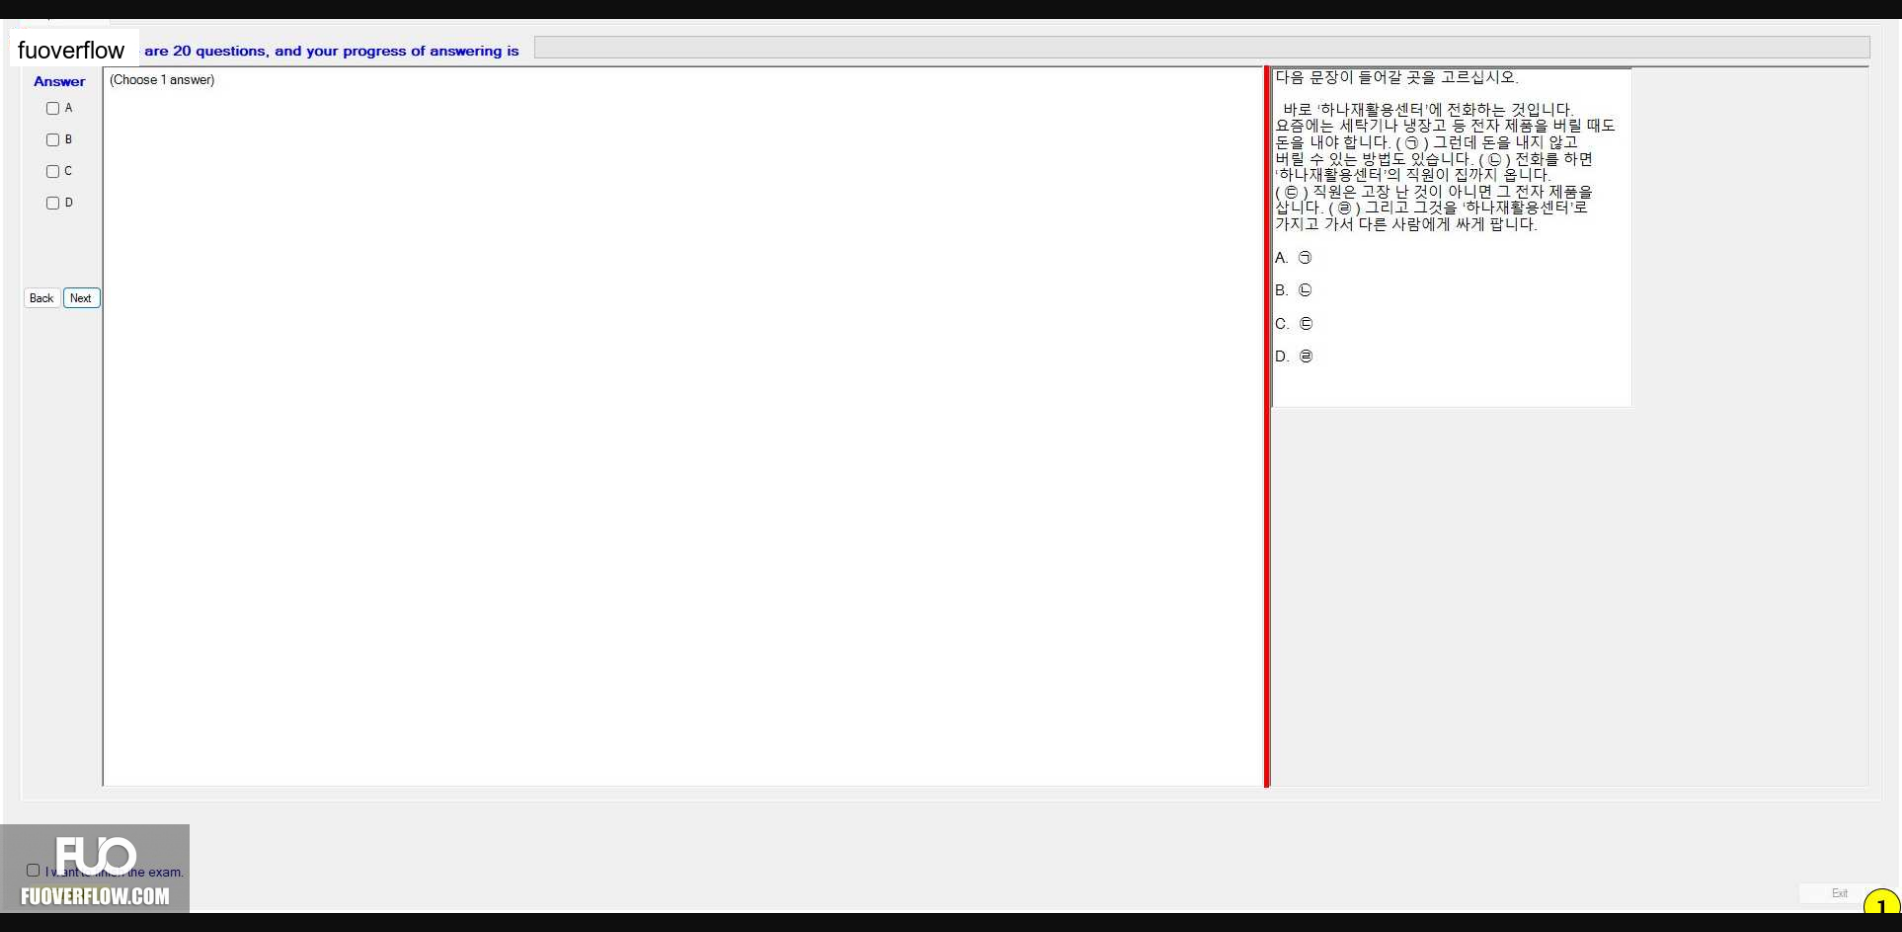 fuoverflow are 20 questions, and your progress of answering is
Answer
(Choose 1 answer)
A
B
C
D
Back Next
다음 문장이 들어갈 곳을 고르십시오.
바로 '하나재활용센터'에 전화하는 것입니다.
요즘에는 세탁기나 냉장고 등 전자 제품을 버릴 때도
돈을 내야 합니다. ( ㉠ ) 그런데 돈을 내지 않고
버릴 수 있는 방법도 있습니다. ( ㉡ ) 전화를 하면
'하나재활용센터'의 직원이 집까지 옵니다.
( ㉢ ) 직원은 고장 난 것이 아니면 그 전자 제품을
삽니다. ( ㉣ ) 그리고 그것을 '하나재활용센터'로
가지고 가서 다른 사람에게 싸게 팝니다.
A. ㉠
B. ㉡
C. ㉢
D. ㉣
FUO
I want to finish the exam.
FUOVERFLOW.COM
Exit
1